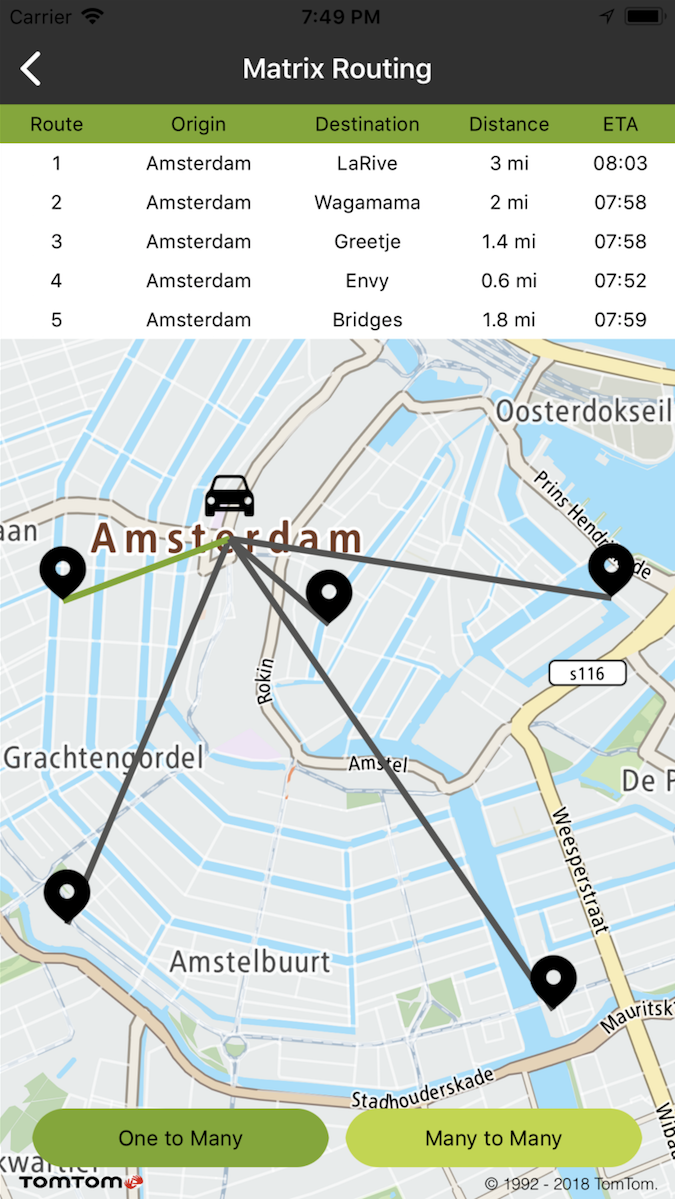 Carrier 7:49 PM
Matrix Routing
Route Origin Destination Distance ETA
1 Amsterdam LaRive 3 mi 08:03
2 Amsterdam Wagamama 2 mi 07:58
3 Amsterdam Greetje 1.4 mi 07:58
4 Amsterdam Envy 0.6 mi 07:52
5 Amsterdam Bridges 1.8 mi 07:59
Oosterdokseil
aan
Amsterdam
s116
Rokin
Grachtengordel
Amstel
De P
Weesperstraat
Amstelbuurt
Mauritsk
Stadhouderskade
One to Many
Many to Many
kwartier
TOMTOM
© 1992 - 2018 TomTom.